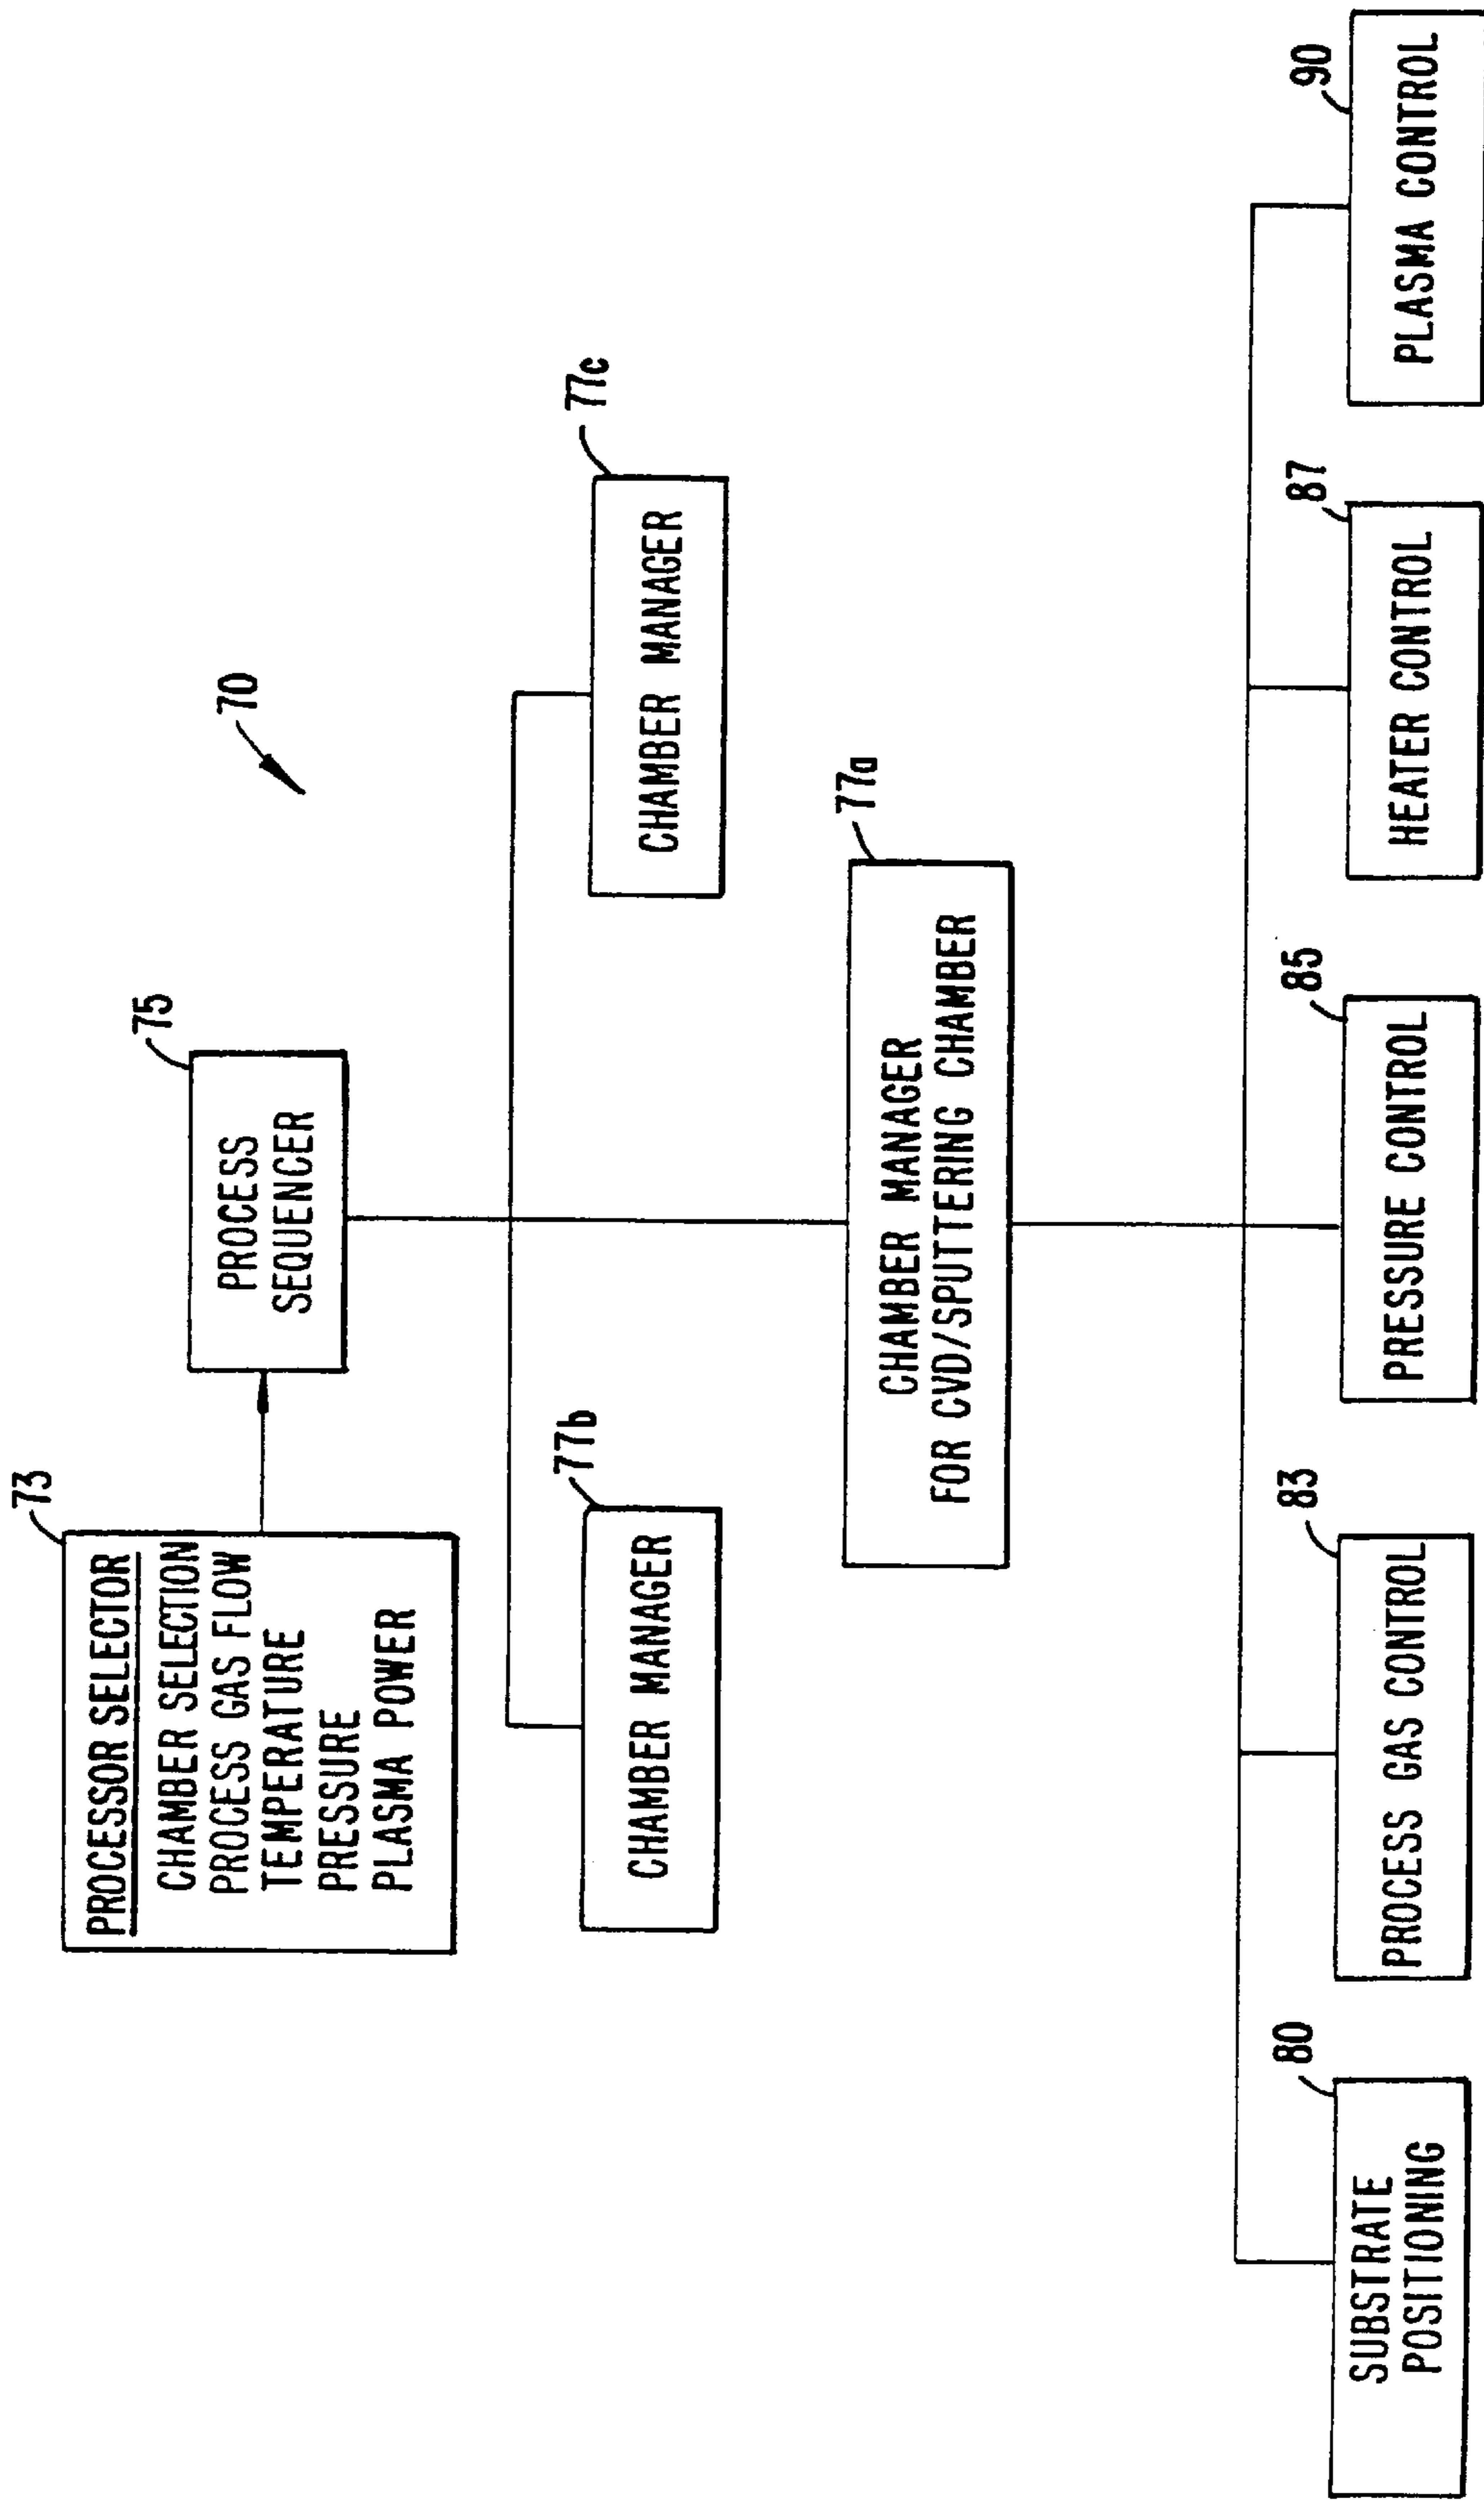 70
73
PROCESSOR SELECTOR
CHAMBER SELECTION
PROCESS GAS FLOW
TEMPERATURE
PRESSURE
PLASMA POWER
75
PROCESS
SEQUENCER
77b
CHAMBER MANAGER
77c
CHAMBER MANAGER
77a
CHAMBER MANAGER
FOR CVD/SPUTTERING CHAMBER
80
SUBSTRATE
POSITIONING
83
PROCESS GAS CONTROL
85
PRESSURE CONTROL
87
HEATER CONTROL
90
PLASMA CONTROL